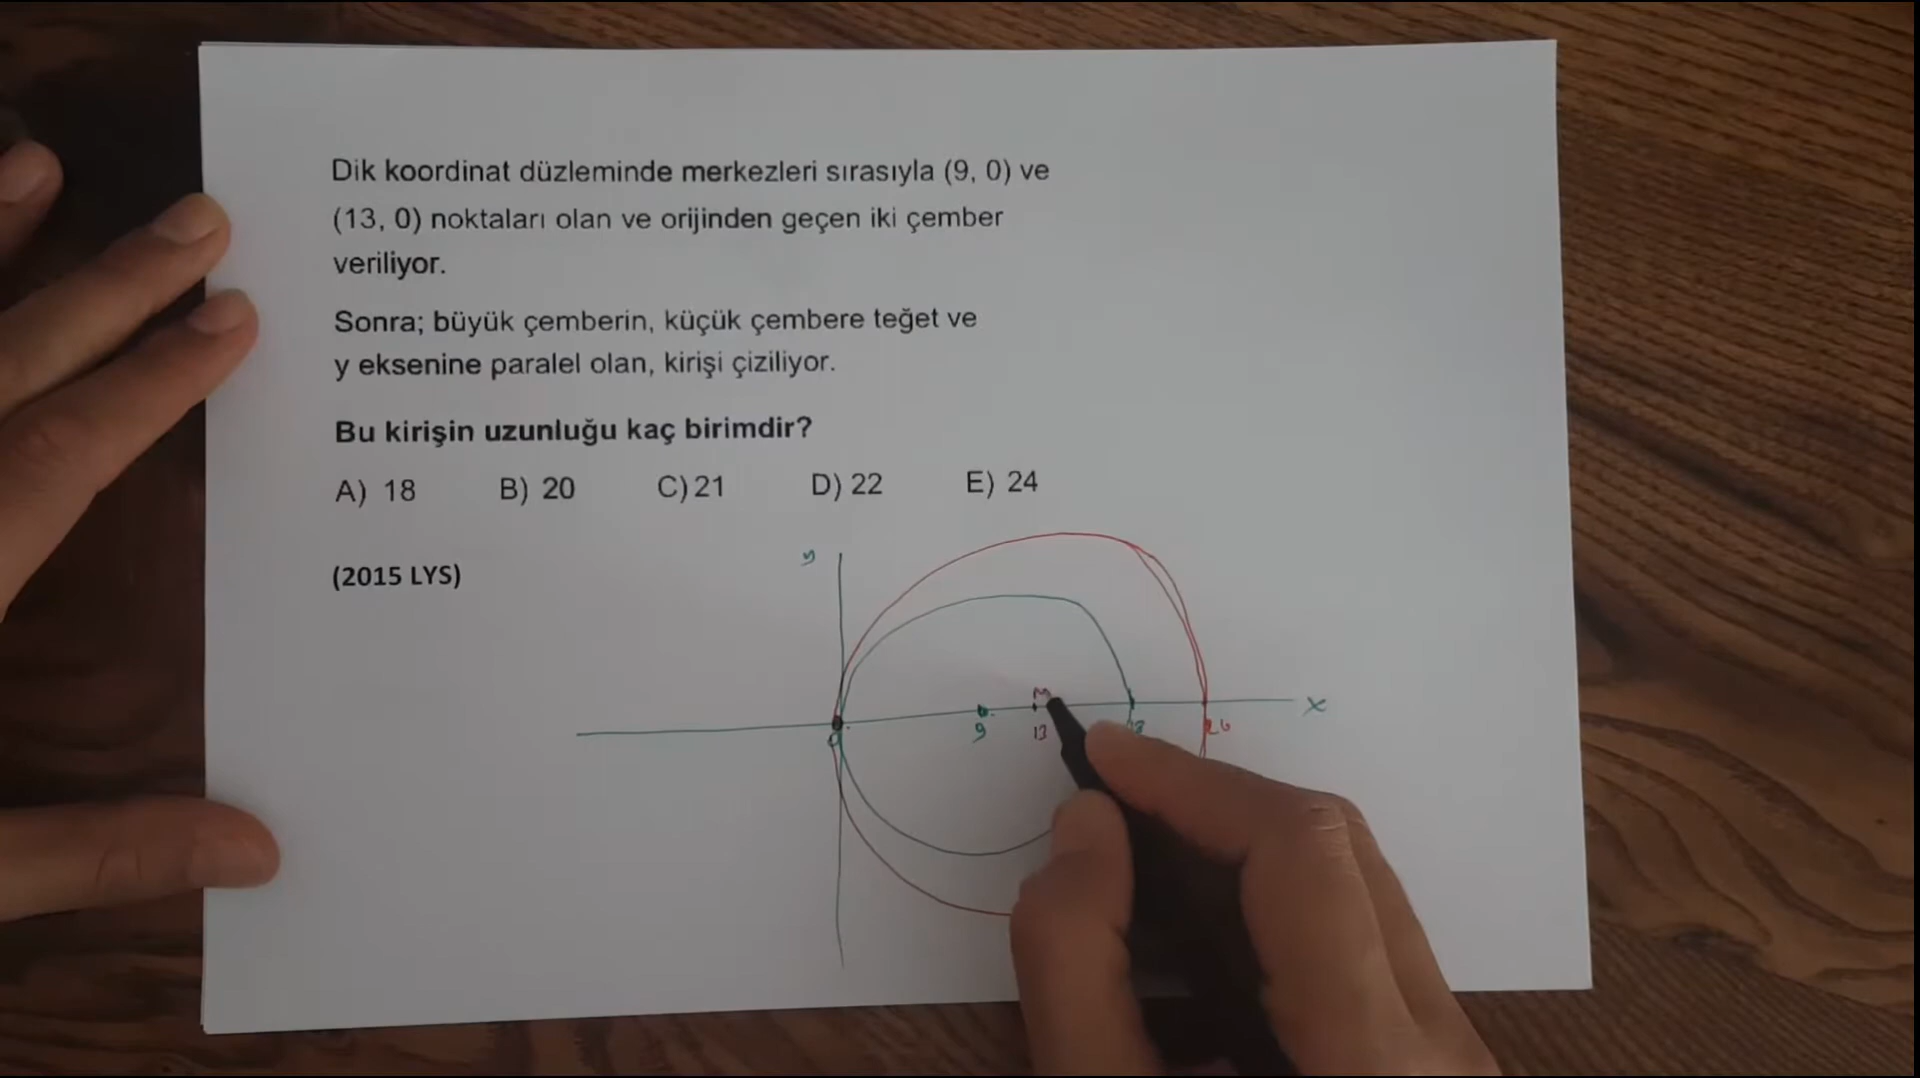 Dik koordinat düzleminde merkezleri sırasıyla (9, 0) ve
(13, 0) noktaları olan ve orijinden geçen iki çember
veriliyor.
Sonra; büyük çemberin, küçük çembere teğet ve
y eksenine paralel olan, kirişi çiziliyor.
Bu kirişin uzunluğu kaç birimdir?
A) 18 B) 20 C) 21 D) 22 E) 24
(2015 LYS)
y
M
x
0 9 13 26